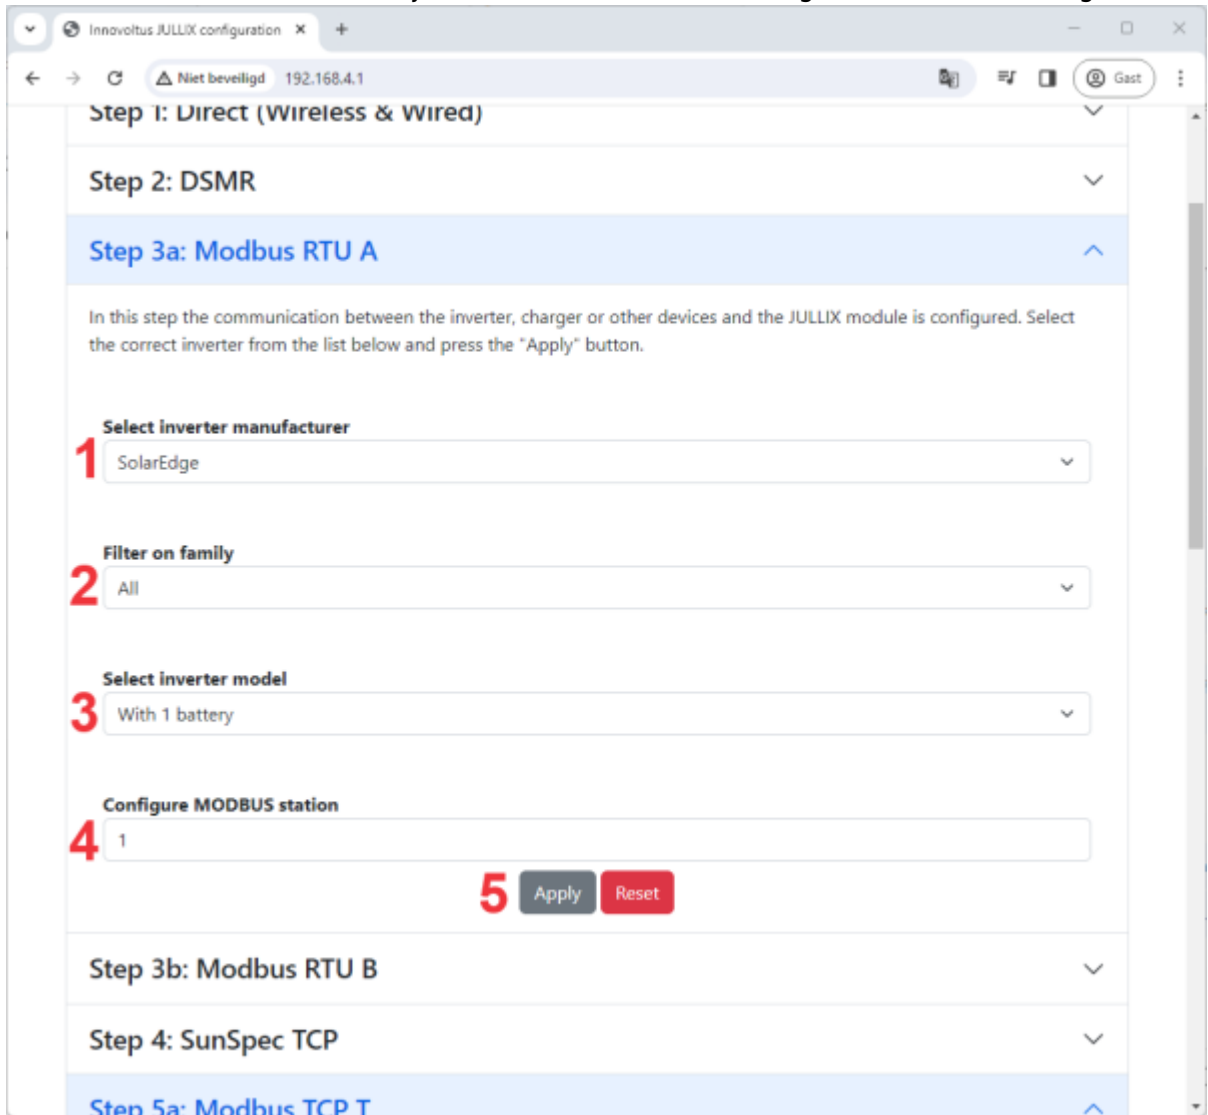 Innovoltus JULLIX configuration
Niet beveiligd 192.168.4.1
Gast
Step 1: Direct (Wireless & Wired)
Step 2: DSMR
Step 3a: Modbus RTU A
In this step the communication between the inverter, charger or other devices and the JULLIX module is configured. Select
the correct inverter from the list below and press the "Apply" button.
Select inverter manufacturer
1 SolarEdge
Filter on family
2 All
Select inverter model
3 With 1 battery
Configure MODBUS station
4 1
5 Apply Reset
Step 3b: Modbus RTU B
Step 4: SunSpec TCP
Step 5a: Modbus TCP T